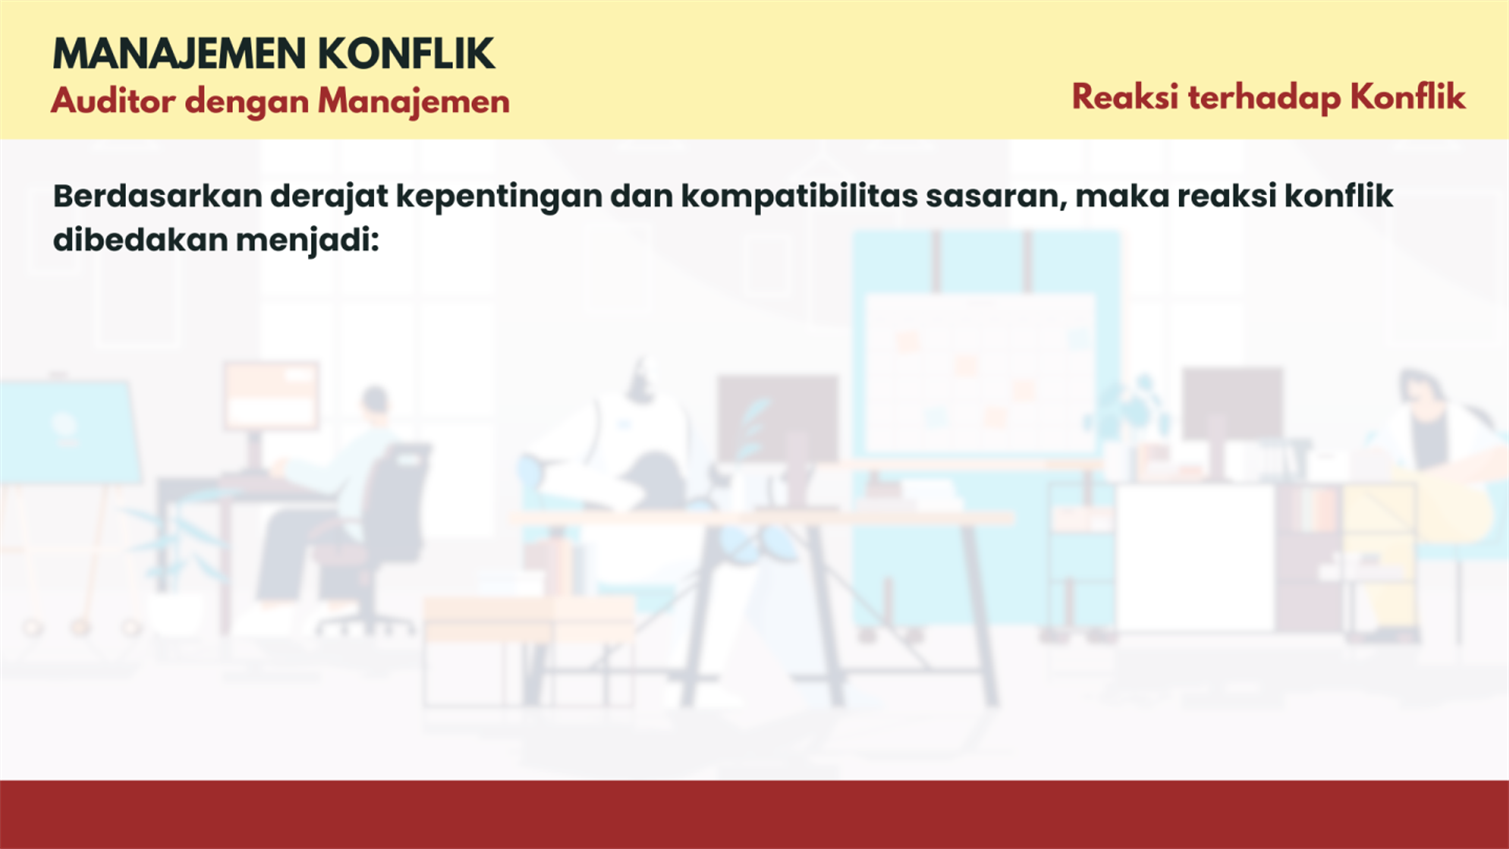 MANAJEMEN KONFLIK
Auditor dengan Manajemen
Reaksi terhadap Konflik
Berdasarkan derajat kepentingan dan kompatibilitas sasaran, maka reaksi konflik
dibedakan menjadi: